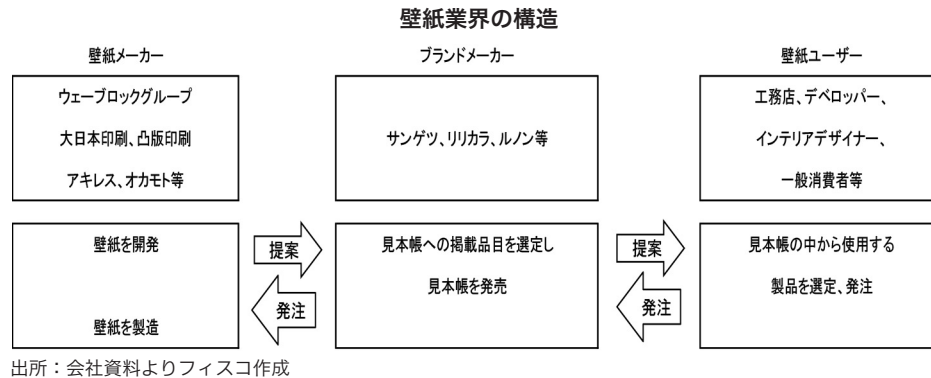 壁紙業界の構造
壁紙メーカー
ブランドメーカー
壁紙ユーザー
ウェーブロックグループ
大日本印刷、凸版印刷
アキレス、オカモト等
サンゲツ、リリカラ、ルノン等
工務店、デベロッパー、
インテリアデザイナー、
一般消費者等
壁紙を開発
壁紙を製造
提案
発注
見本帳への掲載品目を選定し
見本帳を発売
提案
発注
見本帳の中から使用する
製品を選定、発注
出所：会社資料よりフィスコ作成